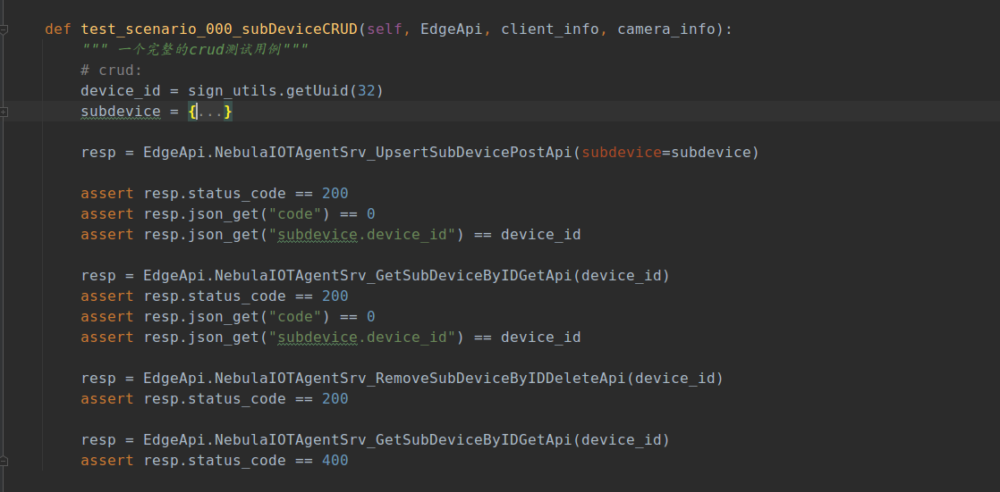 def test_scenario_000_subDeviceCRUD(self, EdgeApi, client_info, camera_info):
""" 一个完整的crud测试用例"""
# crud:
device_id = sign_utils.getUuid(32)
subdevice = {...}
resp = EdgeApi.NebulaIOTAgentSrv_UpsertSubDevicePostApi(subdevice=subdevice)
assert resp.status_code == 200
assert resp.json_get("code") == 0
assert resp.json_get("subdevice.device_id") == device_id
resp = EdgeApi.NebulaIOTAgentSrv_GetSubDeviceByIDGetApi(device_id)
assert resp.status_code == 200
assert resp.json_get("code") == 0
assert resp.json_get("subdevice.device_id") == device_id
resp = EdgeApi.NebulaIOTAgentSrv_RemoveSubDeviceByIDDeleteApi(device_id)
assert resp.status_code == 200
resp = EdgeApi.NebulaIOTAgentSrv_GetSubDeviceByIDGetApi(device_id)
assert resp.status_code == 400